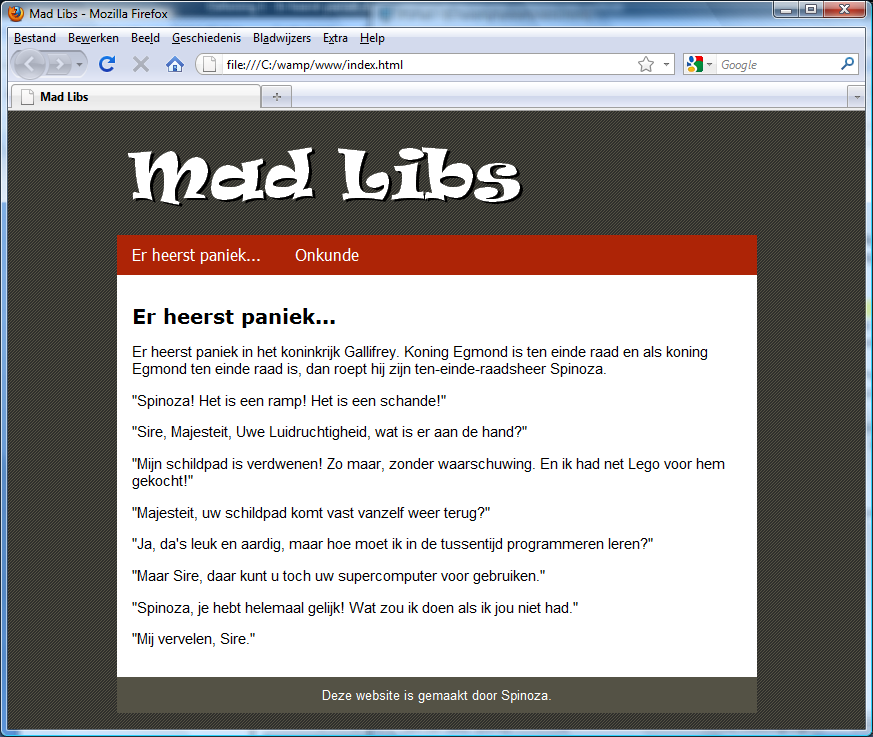 Mad Libs - Mozilla Firefox
Bestand Bewerken Beeld Geschiedenis Bladwijzers Extra Help
file:///C:/wamp/www/index.html Google
Mad Libs
Mad Libs
Er heerst paniek... Onkunde
Er heerst paniek...
Er heerst paniek in het koninkrijk Gallifrey. Koning Egmond is ten einde raad en als koning
Egmond ten einde raad is, dan roept hij zijn ten-einde-raadsheer Spinoza.
"Spinoza! Het is een ramp! Het is een schande!"
"Sire, Majesteit, Uwe Luidruchtigheid, wat is er aan de hand?"
"Mijn schildpad is verdwenen! Zo maar, zonder waarschuwing. En ik had net Lego voor hem
gekocht!"
"Majesteit, uw schildpad komt vast vanzelf weer terug?"
"Ja, da's leuk en aardig, maar hoe moet ik in de tussentijd programmeren leren?"
"Maar Sire, daar kunt u toch uw supercomputer voor gebruiken."
"Spinoza, je hebt helemaal gelijk! Wat zou ik doen als ik jou niet had."
"Mij vervelen, Sire."
Deze website is gemaakt door Spinoza.